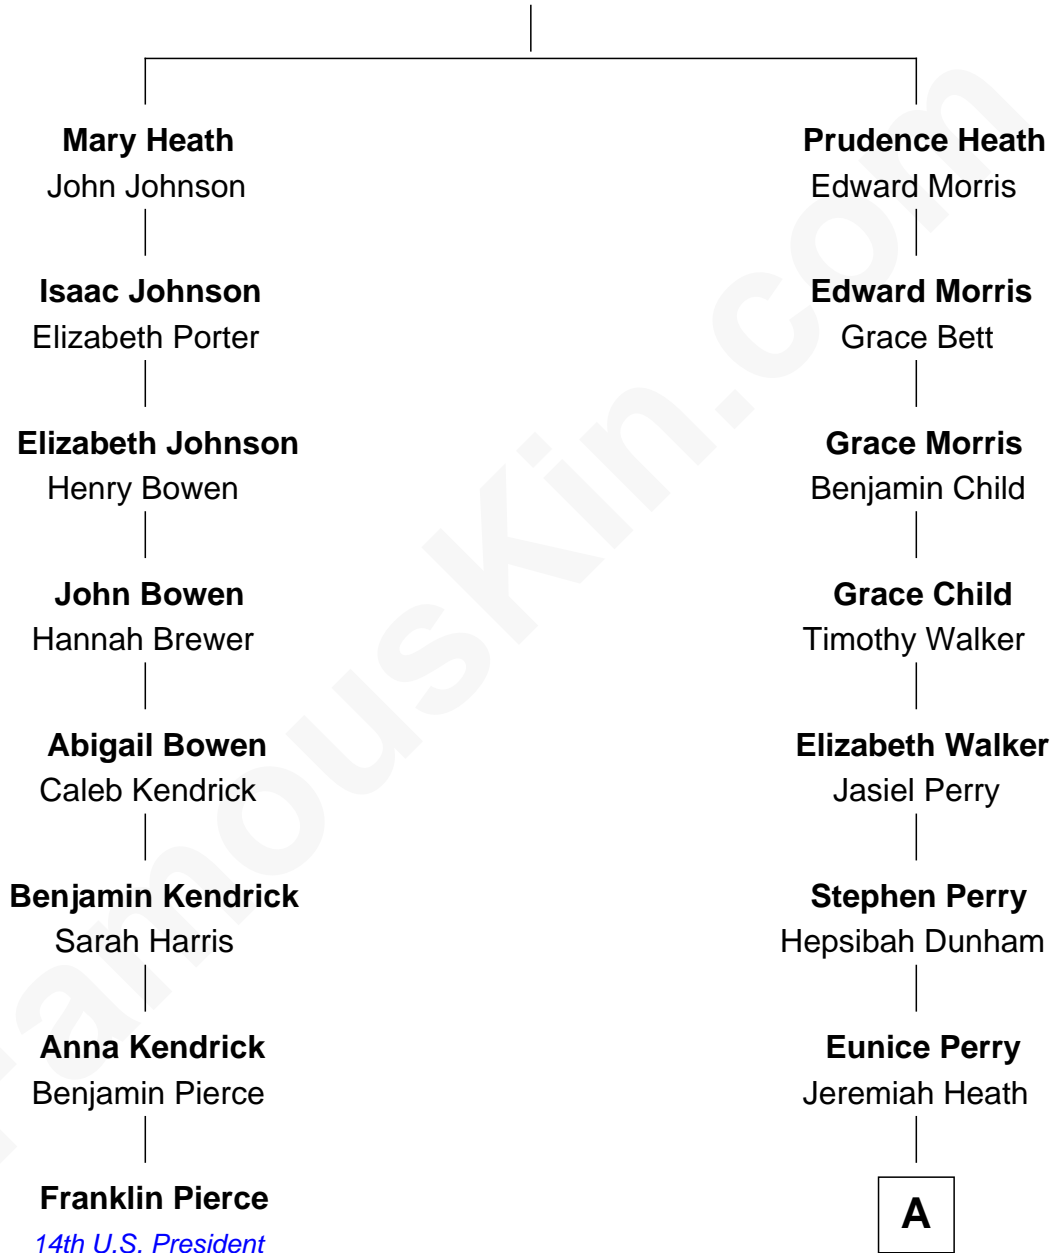 Mary Heath
John Johnson
Isaac Johnson
Elizabeth Porter
Elizabeth Johnson
Henry Bowen
John Bowen
Hannah Brewer
Abigail Bowen
Caleb Kendrick
Benjamin Kendrick
Sarah Harris
Anna Kendrick
Benjamin Pierce
Franklin Pierce
14th U.S. President
Prudence Heath
Edward Morris
Edward Morris
Grace Bett
Grace Morris
Benjamin Child
Grace Child
Timothy Walker
Elizabeth Walker
Jasiel Perry
Stephen Perry
Hepsibah Dunham
Eunice Perry
Jeremiah Heath
A
FamousKin.com